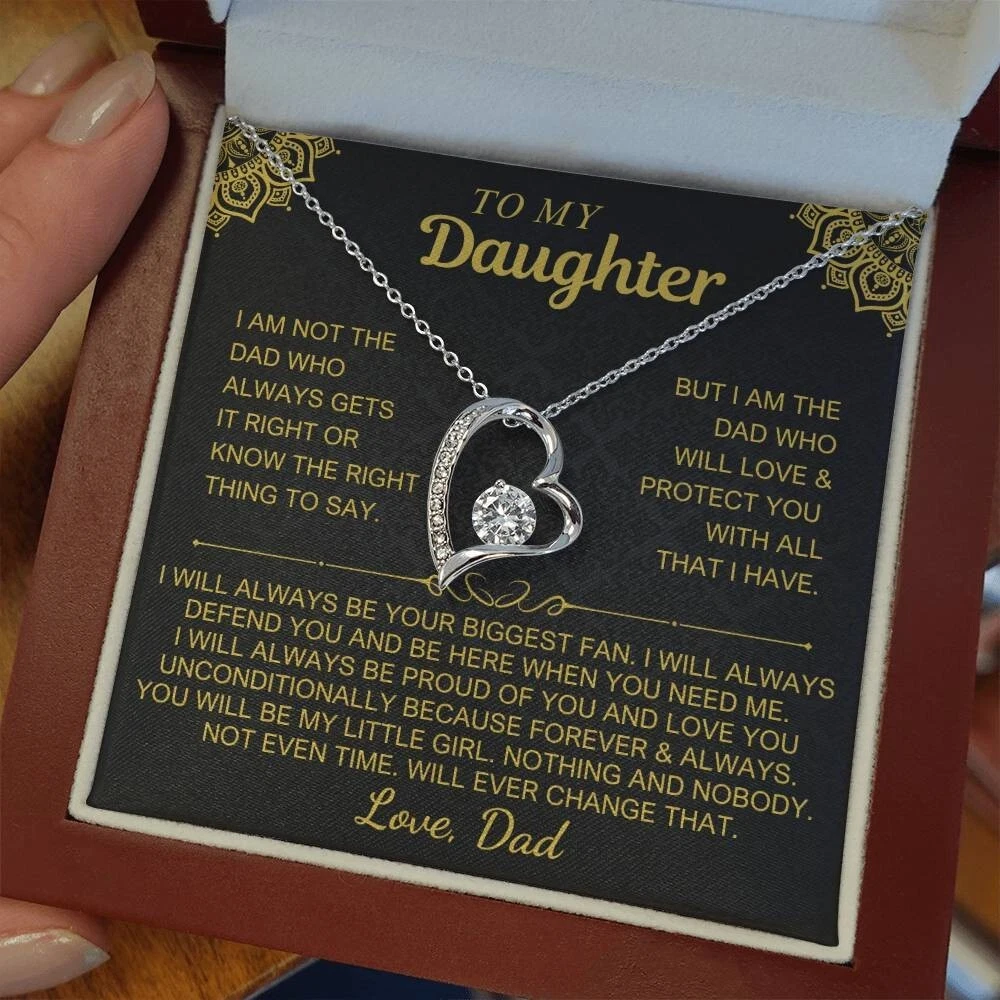 TO MY
Daughter
I AM NOT THE
DAD WHO
ALWAYS GETS
IT RIGHT OR
KNOW THE RIGHT
THING TO SAY.
BUT I AM THE
DAD WHO
WILL LOVE &
PROTECT YOU
WITH ALL
THAT I HAVE.
I WILL ALWAYS BE YOUR BIGGEST FAN. I WILL ALWAYS
DEFEND YOU AND BE HERE WHEN YOU NEED ME.
I WILL ALWAYS BE PROUD OF YOU AND LOVE YOU
UNCONDITIONALLY BECAUSE FOREVER & ALWAYS.
YOU WILL BE MY LITTLE GIRL. NOTHING AND NOBODY.
NOT EVEN TIME. WILL EVER CHANGE THAT.
Love, Dad